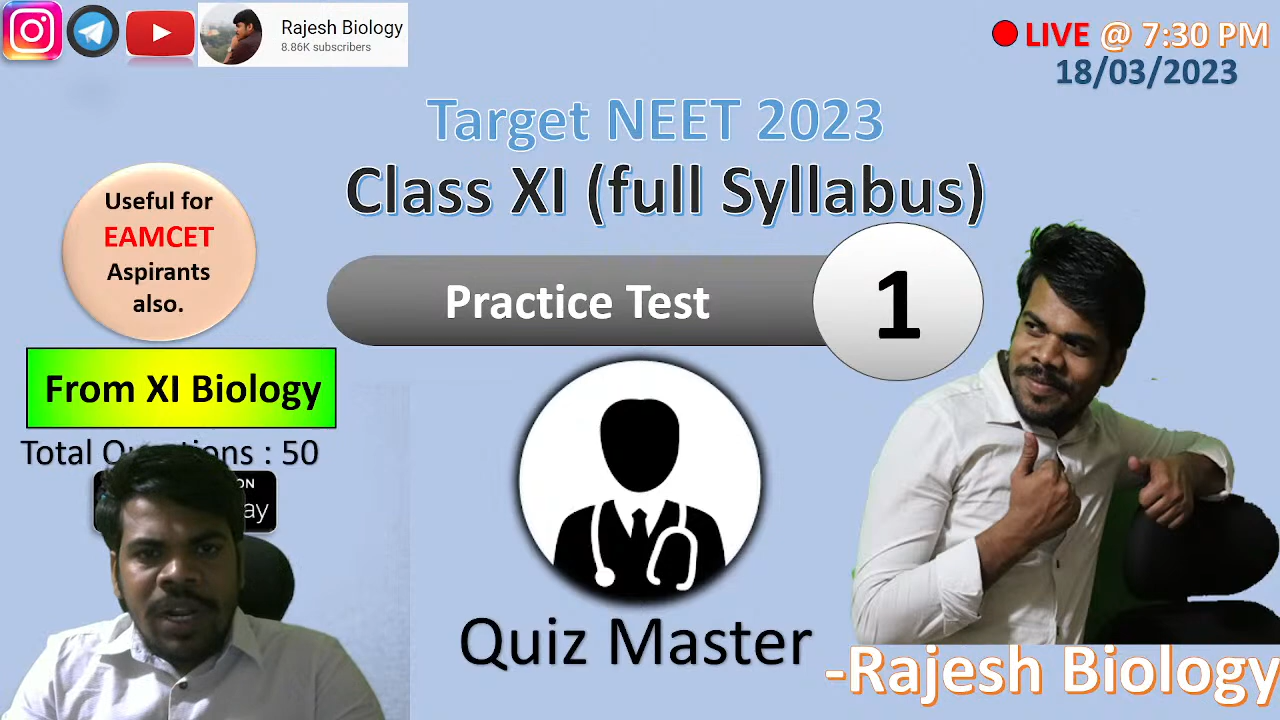 Rajesh Biology
8.86K subscribers
LIVE @ 7:30 PM
18/03/2023
Target NEET 2023
Class XI (full Syllabus)
Useful for
EAMCET
Aspirants
also.
Practice Test
1
From XI Biology
Total : 50
ON
Quiz Master
-Rajesh Biology